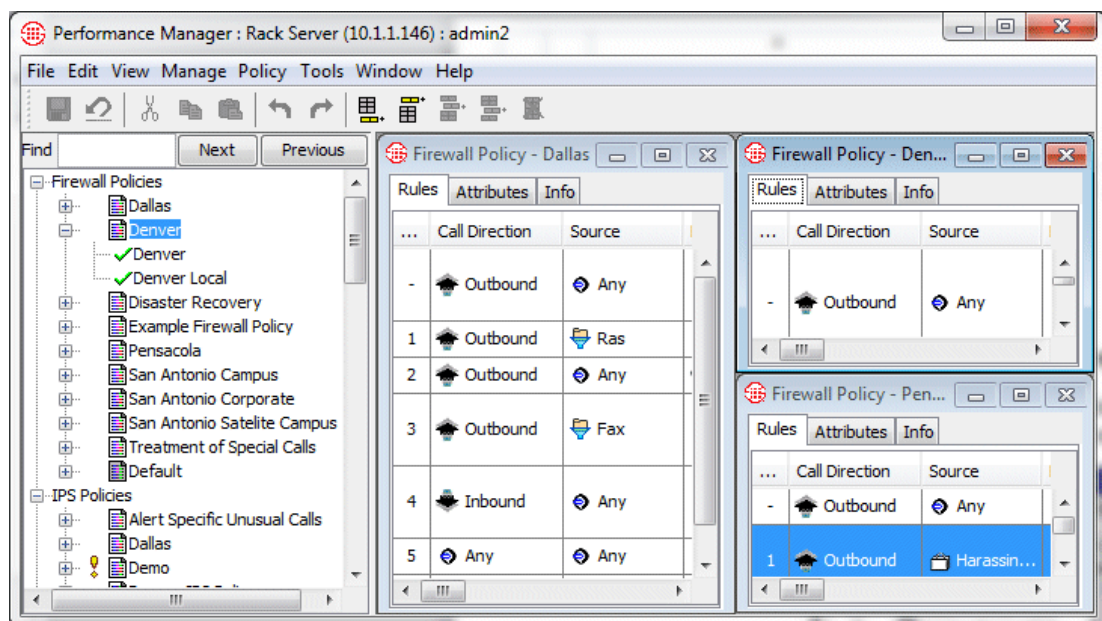 Performance Manager : Rack Server (10.1.1.146) : admin2
File Edit View Manage Policy Tools Window Help
Find Next Previous
Firewall Policies
Dallas
Denver
Denver
Denver Local
Disaster Recovery
Example Firewall Policy
Pensacola
San Antonio Campus
San Antonio Corporate
San Antonio Satelite Campus
Treatment of Special Calls
Default
IPS Policies
Alert Specific Unusual Calls
Dallas
Demo
Firewall Policy - Dallas
Rules Attributes Info
... Call Direction Source
- Outbound Any
1 Outbound Ras
2 Outbound Any
3 Outbound Fax
4 Inbound Any
5 Any Any
Firewall Policy - Den...
Rules Attributes Info
... Call Direction Source
- Outbound Any
Firewall Policy - Pen...
Rules Attributes Info
... Call Direction Source
- Outbound Any
1 Outbound Harassin...